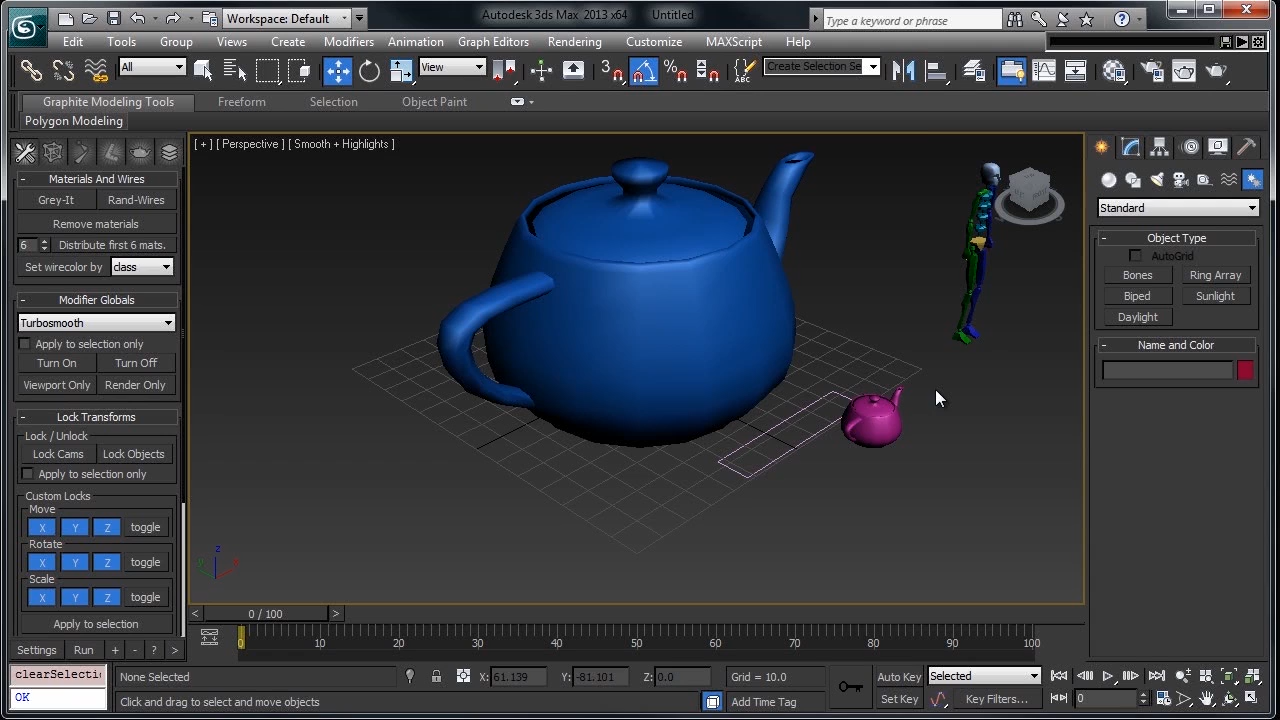 Workspace: Default
Autodesk 3ds Max 2013 x64 Untitled
Type a keyword or phrase
Edit Tools Group Views Create Modifiers Animation Graph Editors Rendering Customize MAXScript Help
All
View
3
Create Selection Se
Graphite Modeling Tools Freeform Selection Object Paint
Polygon Modeling
[ + ] [ Perspective ] [ Smooth + Highlights ]
- Materials And Wires
Grey-It Rand-Wires
Remove materials
6 Distribute first 6 mats.
Set wirecolor by class
- Modifier Globals
Turbosmooth
Apply to selection only
Turn On Turn Off
Viewport Only Render Only
- Lock Transforms
Lock / Unlock
Lock Cams Lock Objects
Apply to selection only
Custom Locks
Move
X Y Z toggle
Rotate
X Y Z toggle
Scale
X Y Z toggle
Apply to selection
Settings Run + - ? >
z
Standard
- Object Type
AutoGrid
Bones Ring Array
Biped Sunlight
Daylight
- Name and Color
< 0 / 100 >
0 10 20 30 40 50 60 70 80 90 100
clearSelecti
OK
None Selected
X: 61.139 Y: -81.101 Z: 0.0
Grid = 10.0
Auto Key Selected
Click and drag to select and move objects
Add Time Tag
Set Key Key Filters...
0